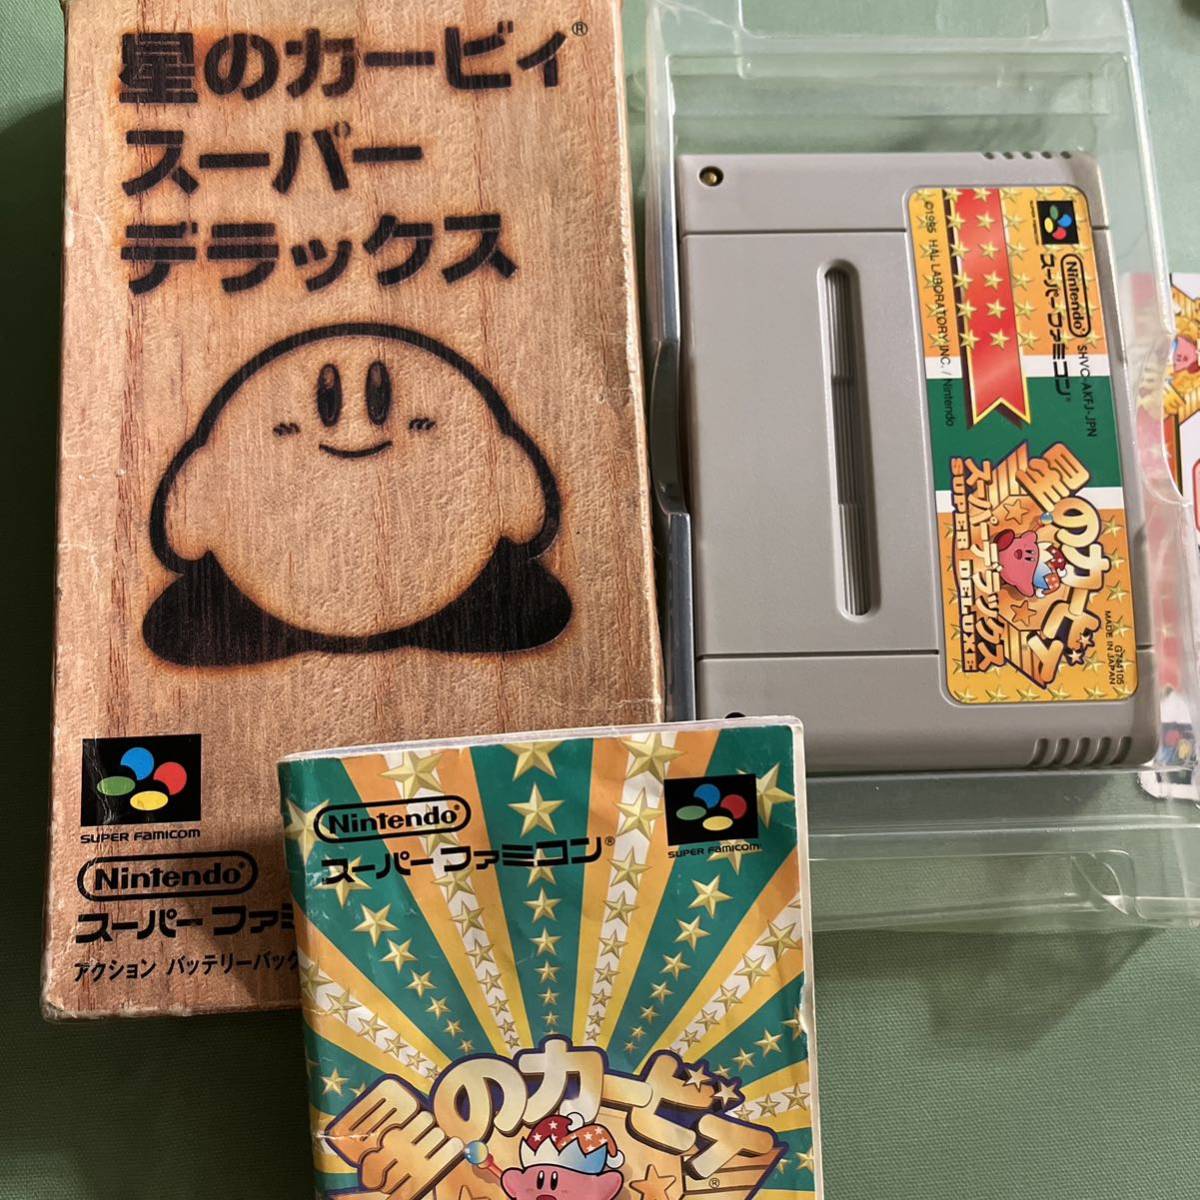 星のカービィ®
スーパー
デラックス
SUPER FAMICOM
Nintendo
スーパーファミ
アクション バッテリーバック
Nintendo®
スーパーファミコン®
SUPER FAMICOM
星のカービィ®
SUPER FAMICOM
Nintendo®
スーパーファミコン®
SHVC-AKFJ-JPN
©1995 HAL LABORATORY,INC. / Nintendo
星のカービィ
スーパーデラックス
SUPER DELUXE
MADE IN JAPAN